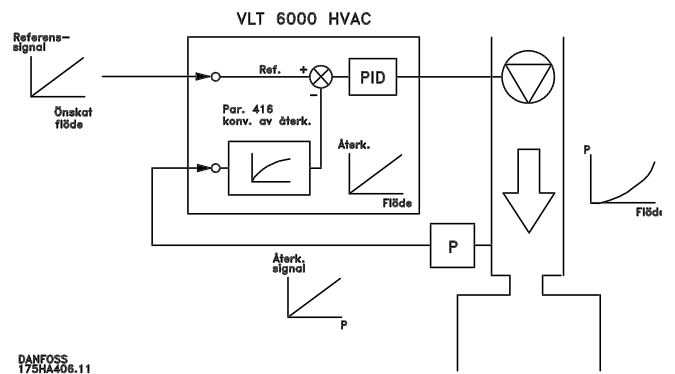 VLT 6000 HVAC
Referens-
signal
Önskat
flöde
Ref.
+
−
PID
Par. 416
konv. av återk.
Återk.
Flöde
P
Flöde
P
Återk.
signal
P
DANFOSS
175HA406.11